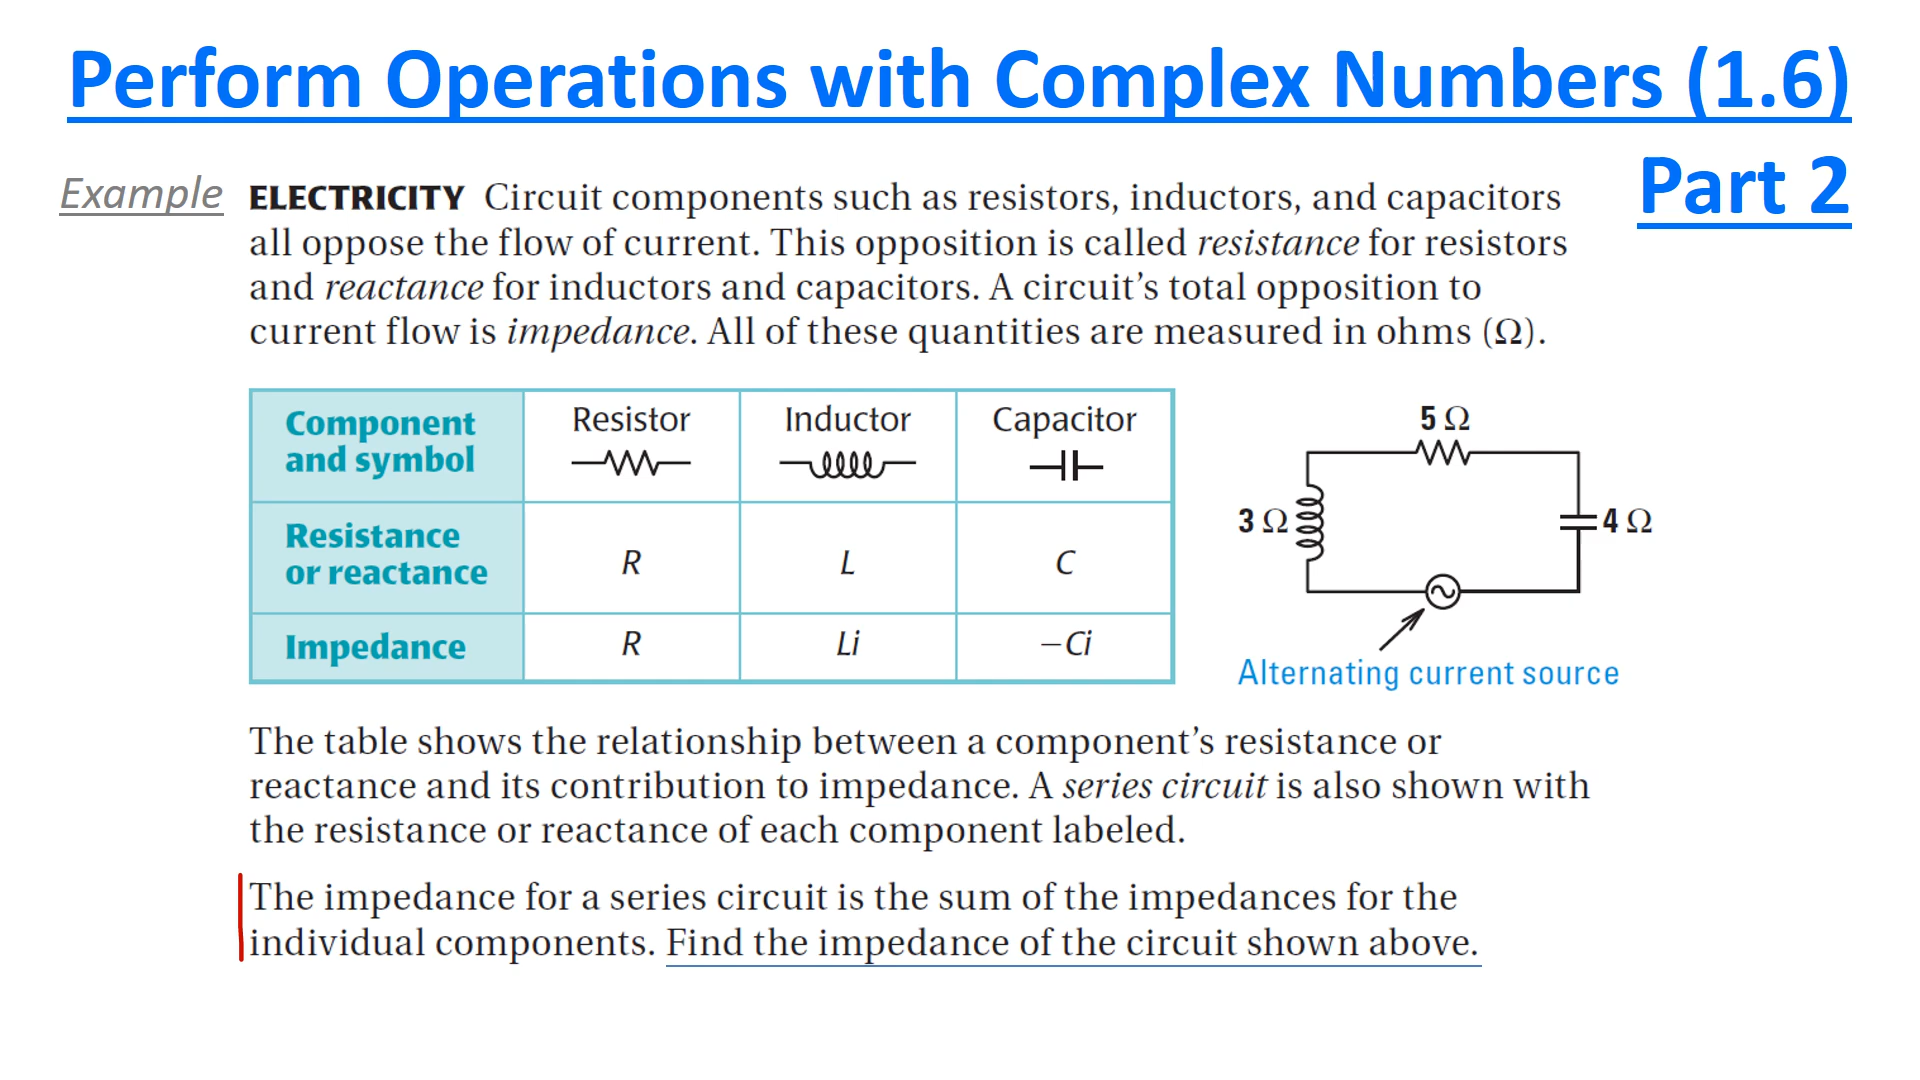 Perform Operations with Complex Numbers (1.6)
Part 2
Example
ELECTRICITY Circuit components such as resistors, inductors, and capacitors
all oppose the flow of current. This opposition is called resistance for resistors
and reactance for inductors and capacitors. A circuit’s total opposition to
current flow is impedance. All of these quantities are measured in ohms (Ω).
Component
and symbol
Resistor
Inductor
Capacitor
Resistance
or reactance
R
L
C
Impedance
R
Li
−Ci
5 Ω
3 Ω
4 Ω
Alternating current source
The table shows the relationship between a component’s resistance or
reactance and its contribution to impedance. A series circuit is also shown with
the resistance or reactance of each component labeled.
The impedance for a series circuit is the sum of the impedances for the
individual components. Find the impedance of the circuit shown above.